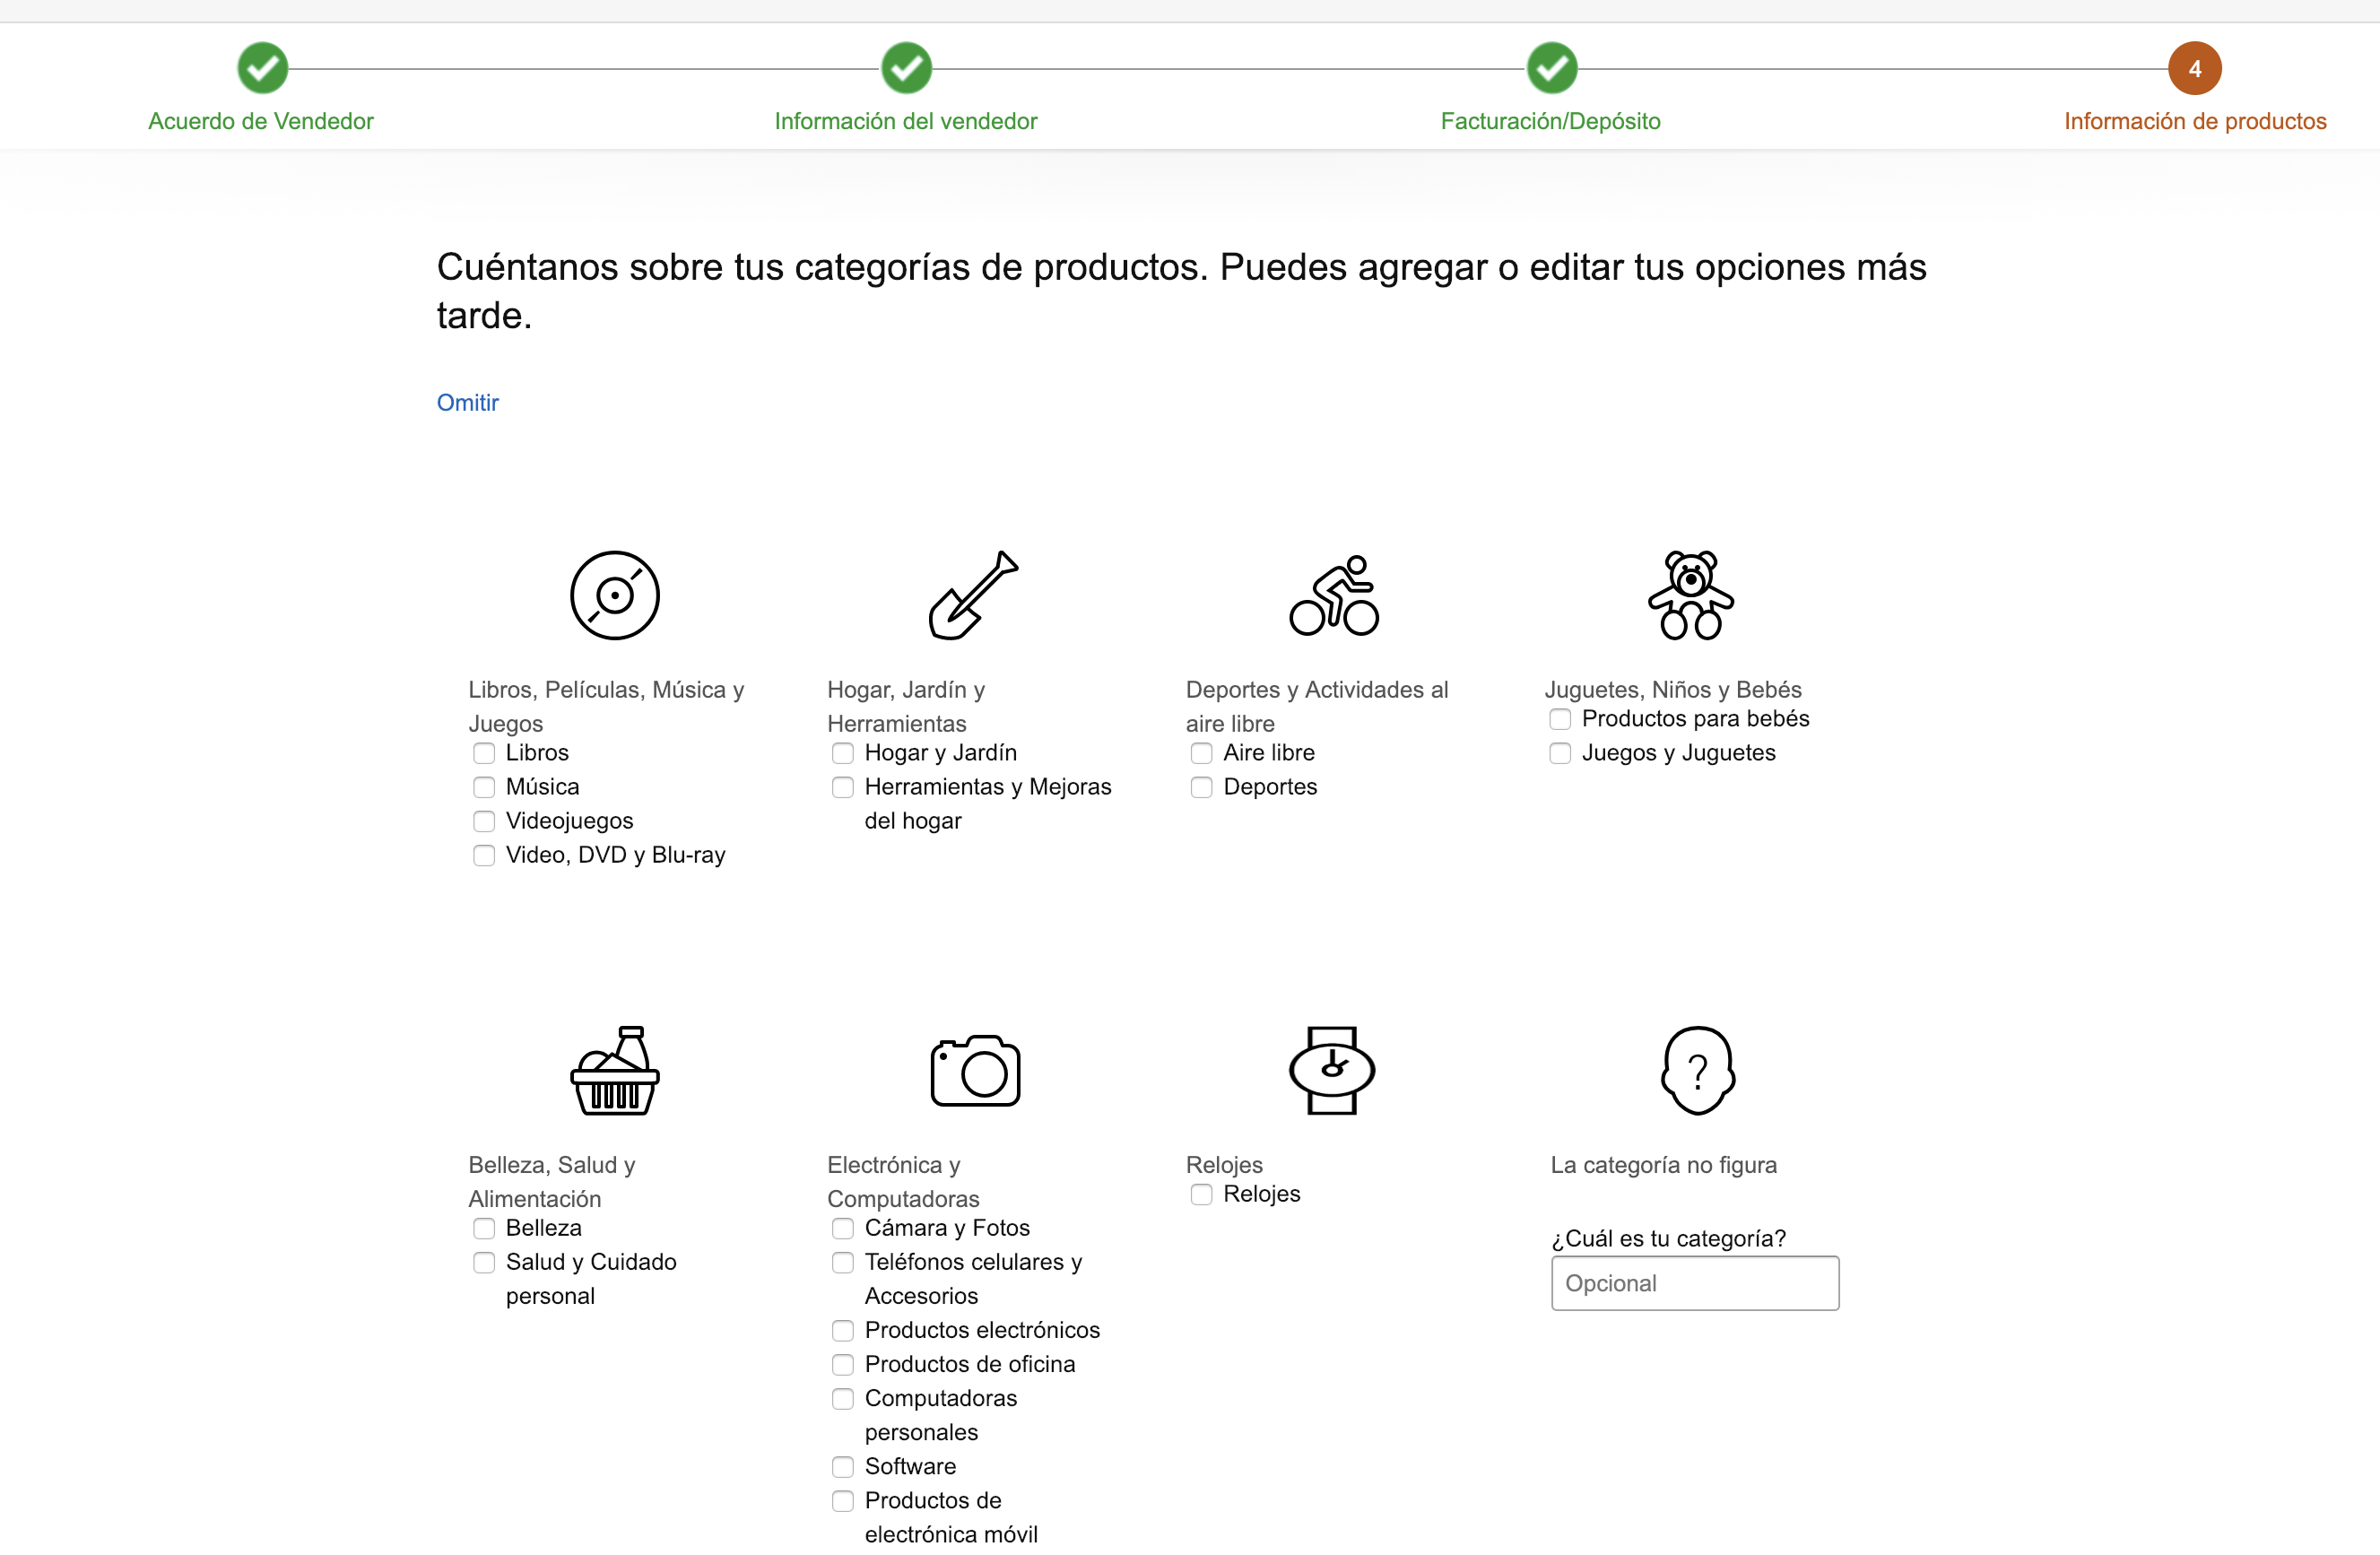 Acuerdo de Vendedor
Información del vendedor
Facturación/Depósito
4
Información de productos
Cuéntanos sobre tus categorías de productos. Puedes agregar o editar tus opciones más
tarde.
Omitir
Libros, Películas, Música y
Juegos
Libros
Música
Videojuegos
Video, DVD y Blu-ray
Hogar, Jardín y
Herramientas
Hogar y Jardín
Herramientas y Mejoras
del hogar
Deportes y Actividades al
aire libre
Aire libre
Deportes
Juguetes, Niños y Bebés
Productos para bebés
Juegos y Juguetes
Belleza, Salud y
Alimentación
Belleza
Salud y Cuidado
personal
Electrónica y
Computadoras
Cámara y Fotos
Teléfonos celulares y
Accesorios
Productos electrónicos
Productos de oficina
Computadoras
personales
Software
Productos de
electrónica móvil
Relojes
Relojes
?
La categoría no figura
¿Cuál es tu categoría?
Opcional